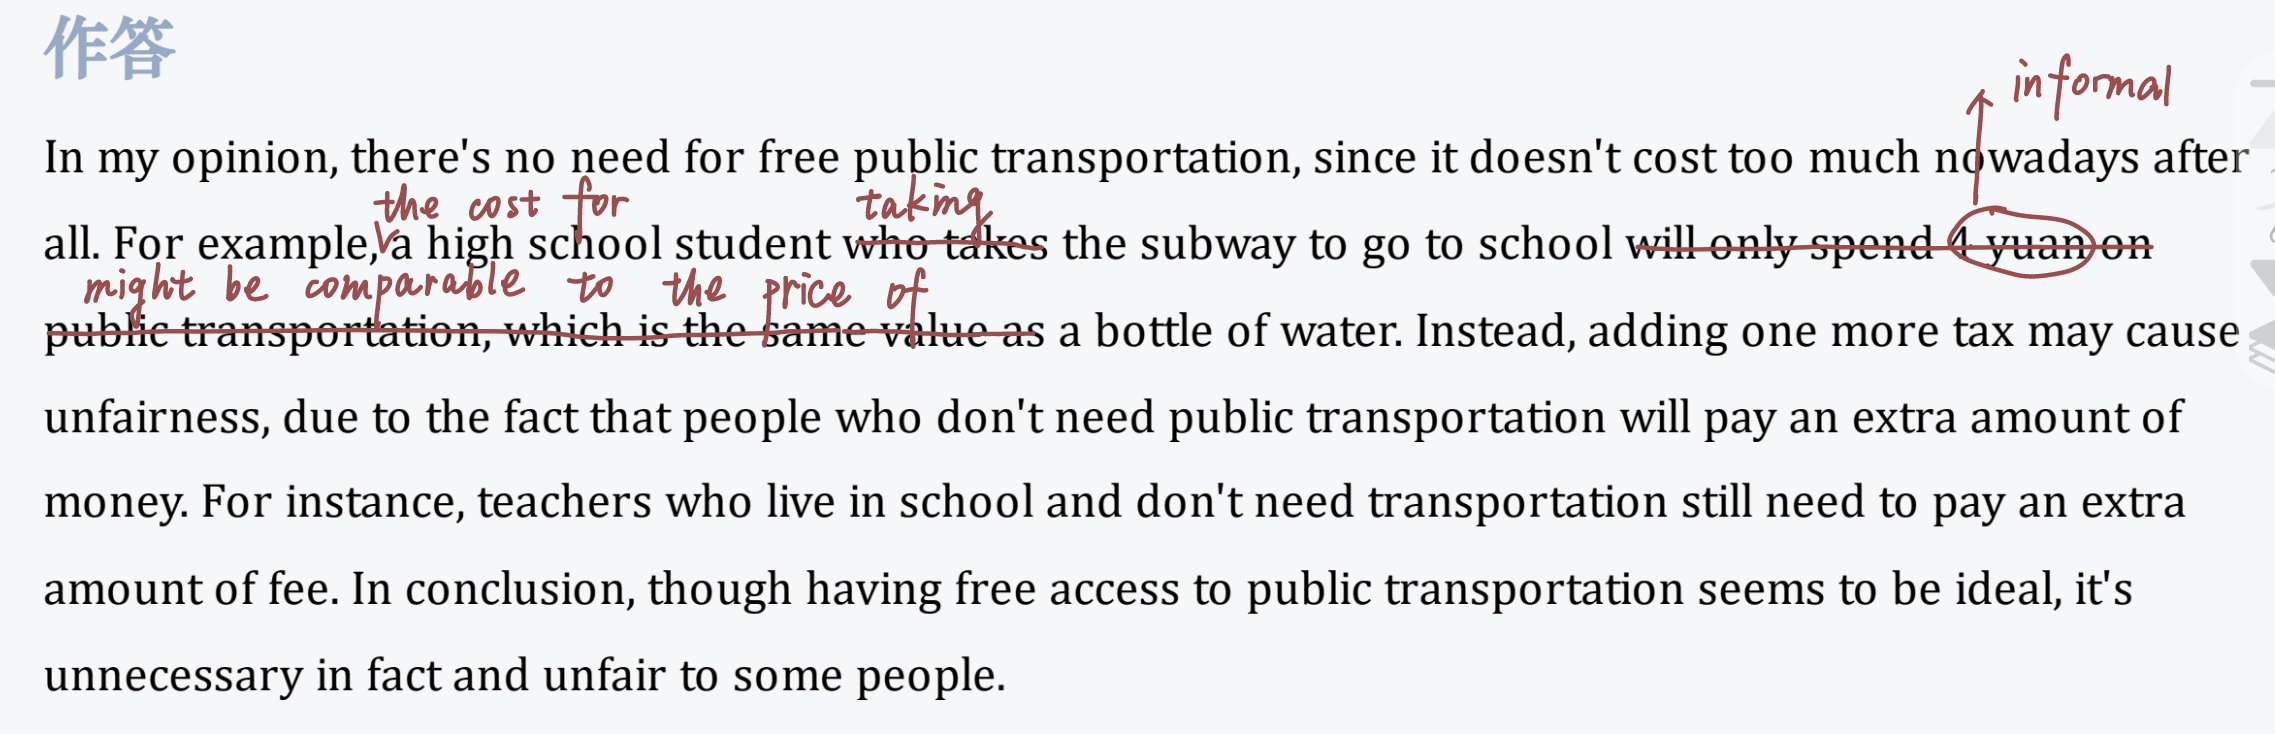 作答
informal
In my opinion, there's no need for free public transportation, since it doesn't cost too much nowadays after
the cost for taking
all. For example, a high school student who takes the subway to go to school will only spend 4 yuan on
might be comparable to the price of
public transportation, which is the same value as a bottle of water. Instead, adding one more tax may cause
unfairness, due to the fact that people who don't need public transportation will pay an extra amount of
money. For instance, teachers who live in school and don't need transportation still need to pay an extra
amount of fee. In conclusion, though having free access to public transportation seems to be ideal, it's
unnecessary in fact and unfair to some people.